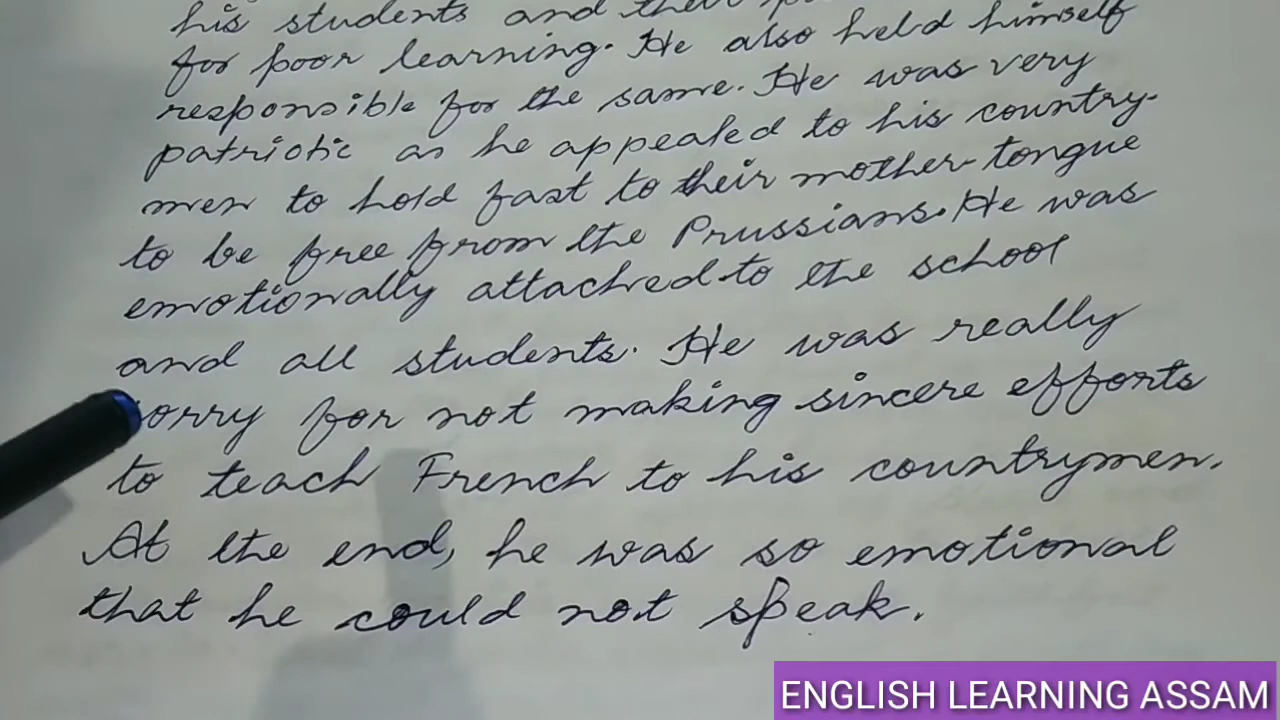 his students and their
for poor learning. He also held himself
responsible for the same. He was very
patriotic as he appealed to his country-
men to hold fast to their mother-tongue
to be free from the Prussians. He was
emotionally attached to the school
and all students. He was really
sorry for not making sincere efforts
to teach French to his countrymen.
At the end, he was so emotional
that he could not speak.
ENGLISH LEARNING ASSAM